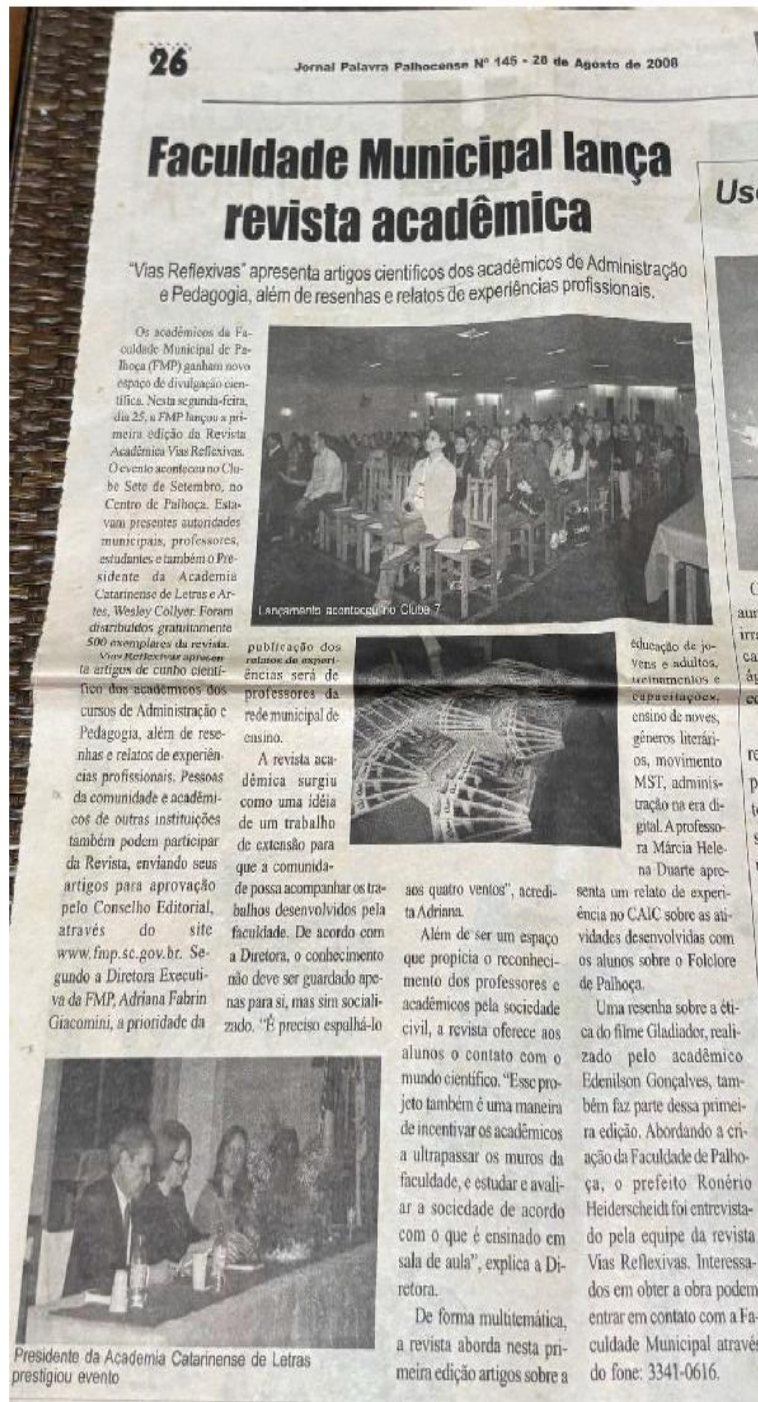 26
Jornal Palavra Palhocense Nº 145 - 28 de Agosto de 2008
Faculdade Municipal lança
revista acadêmica
"Vias Reflexivas" apresenta artigos científicos dos acadêmicos de Administração
e Pedagogia, além de resenhas e relatos de experiências profissionais.
Os acadêmicos da Fa-
culdade Municipal de Pa-
lhoça (FMP) ganham novo
espaço de divulgação cien-
tífica. Nesta segunda-feira,
dia 25, a FMP lançou a pri-
meira edição da Revista
Acadêmica Vias Reflexivas.
O evento aconteceu no Clu-
be Sete de Setembro, no
Centro de Palhoça. Esta-
vam presentes autoridades
municipais, professores,
estudantes e também o Pre-
sidente da Academia
Catarinense de Letras e Ar-
tes, Wesley Collyer. Foram
distribuídos gratuitamente
500 exemplares da revista.
Vias Reflexivas apresen-
ta artigos de cunho cientí-
fico dos acadêmicos dos
cursos de Administração e
Pedagogia, além de rese-
nhas e relatos de experiên-
cias profissionais. Pessoas
da comunidade e acadêmi-
cos de outras instituições
também podem participar
da Revista, enviando seus
artigos para aprovação
pelo Conselho Editorial,
através do site
www.fmp.sc.gov.br. Se-
gundo a Diretora Executi-
va da FMP, Adriana Fabrin
Giacomini, a prioridade da
Lançamento aconteceu no Clube 7
publicação dos
relatos de experi-
ências será de
professores da
rede municipal de
ensino.
A revista aca-
dêmica surgiu
como uma idéia
de um trabalho
de extensão para
que a comunida-
de possa acompanhar os tra-
balhos desenvolvidos pela
faculdade. De acordo com
a Diretora, o conhecimento
não deve ser guardado ape-
nas para si, mas sim sociali-
zado. "É preciso espalhá-lo
aos quatro ventos", acredi-
ta Adriana.
Além de ser um espaço
que propicia o reconheci-
mento dos professores e
acadêmicos pela sociedade
civil, a revista oferece aos
alunos o contato com o
mundo científico. "Esse pro-
jeto também é uma maneira
de incentivar os acadêmicos
a ultrapassar os muros da
faculdade, e estudar e avali-
ar a sociedade de acordo
com o que é ensinado em
sala de aula", explica a Di-
retora.
De forma multitemática,
a revista aborda nesta pri-
meira edição artigos sobre a
educação de jo-
vens e adultos,
treinamentos e
capacitações,
ensino de noves,
gêneros literári-
os, movimento
MST, adminis-
tração na era di-
gital. A professo-
ra Márcia Hele-
na Duarte apre-
senta um relato de experi-
ência no CAIC sobre as ati-
vidades desenvolvidas com
os alunos sobre o Folclore
de Palhoça.
Uma resenha sobre a éti-
ca do filme Gladiador, reali-
zado pelo acadêmico
Edenilson Gonçalves, tam-
bém faz parte dessa primei-
ra edição. Abordando a cri-
ação da Faculdade de Palho-
ça, o prefeito Ronério
Heiderscheidt foi entrevista-
do pela equipe da revista
Vias Reflexivas. Interessa-
dos em obter a obra podem
entrar em contato com a Fa-
culdade Municipal através
do fone: 3341-0616.
Presidente da Academia Catarinense de Letras
prestigiou evento